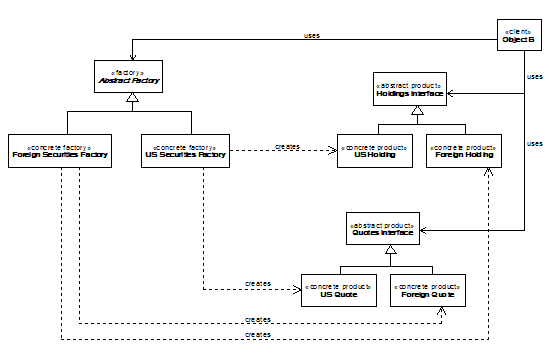 «client»
Object B
uses
«factory»
Abstract Factory
uses
«abstract product»
Holdings Interface
«concrete factory»
Foreign Securities Factory
«concrete factory»
US Securities Factory
creates
«concrete product»
US Holding
«concrete product»
Foreign Holding
uses
«abstract product»
Quotes Interface
creates
«concrete product»
US Quote
«concrete product»
Foreign Quote
creates
creates